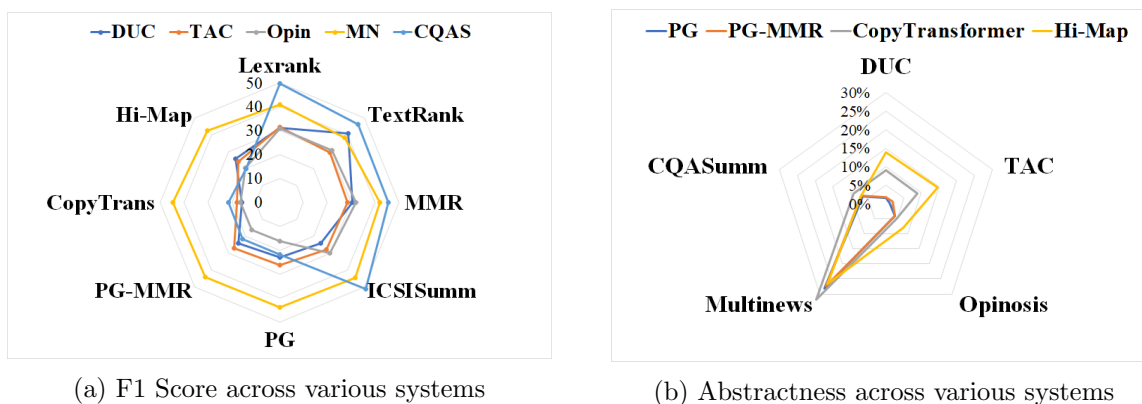 DUC TAC Opin MN CQAS
Lexrank
50
40
30
20
10
0
TextRank
MMR
ICSISumm
PG
PG-MMR
CopyTrans
Hi-Map
(a) F1 Score across various systems
PG PG-MMR CopyTransformer Hi-Map
DUC
30%
25%
20%
15%
10%
5%
0%
TAC
Opinosis
Multinews
CQASumm
(b) Abstractness across various systems